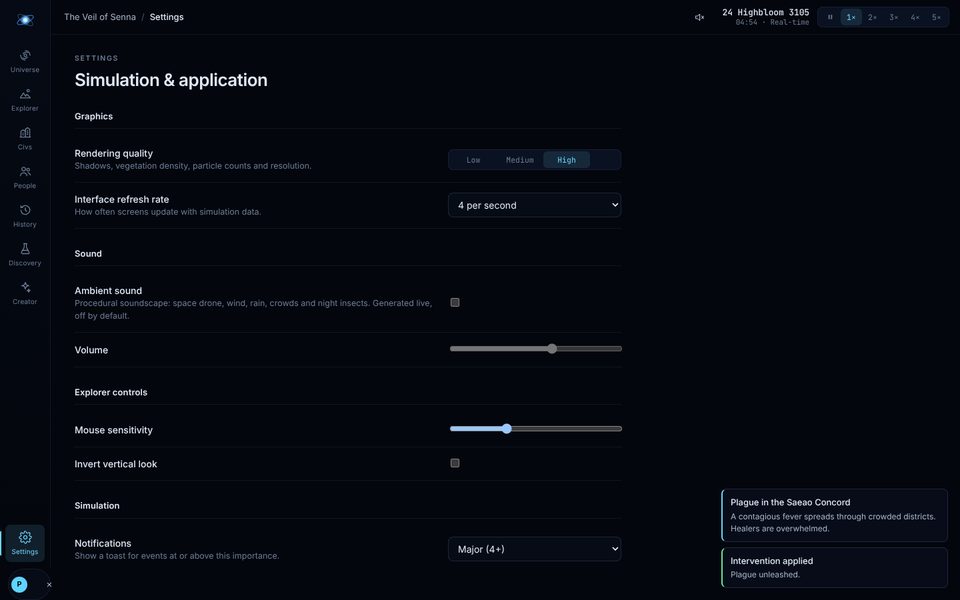 The Veil of Senna / Settings
24 Highbloom 3105
04:54 · Real-time
1× 2× 3× 4× 5×
Universe
Explorer
Civs
People
History
Discovery
Creator
Settings
P ×
SETTINGS
Simulation & application
Graphics
Rendering quality
Shadows, vegetation density, particle counts and resolution.
Low Medium High
Interface refresh rate
How often screens update with simulation data.
4 per second
Sound
Ambient sound
Procedural soundscape: space drone, wind, rain, crowds and night insects. Generated live,
off by default.
Volume
Explorer controls
Mouse sensitivity
Invert vertical look
Simulation
Notifications
Show a toast for events at or above this importance.
Major (4+)
Plague in the Saeao Concord
A contagious fever spreads through crowded districts.
Healers are overwhelmed.
Intervention applied
Plague unleashed.